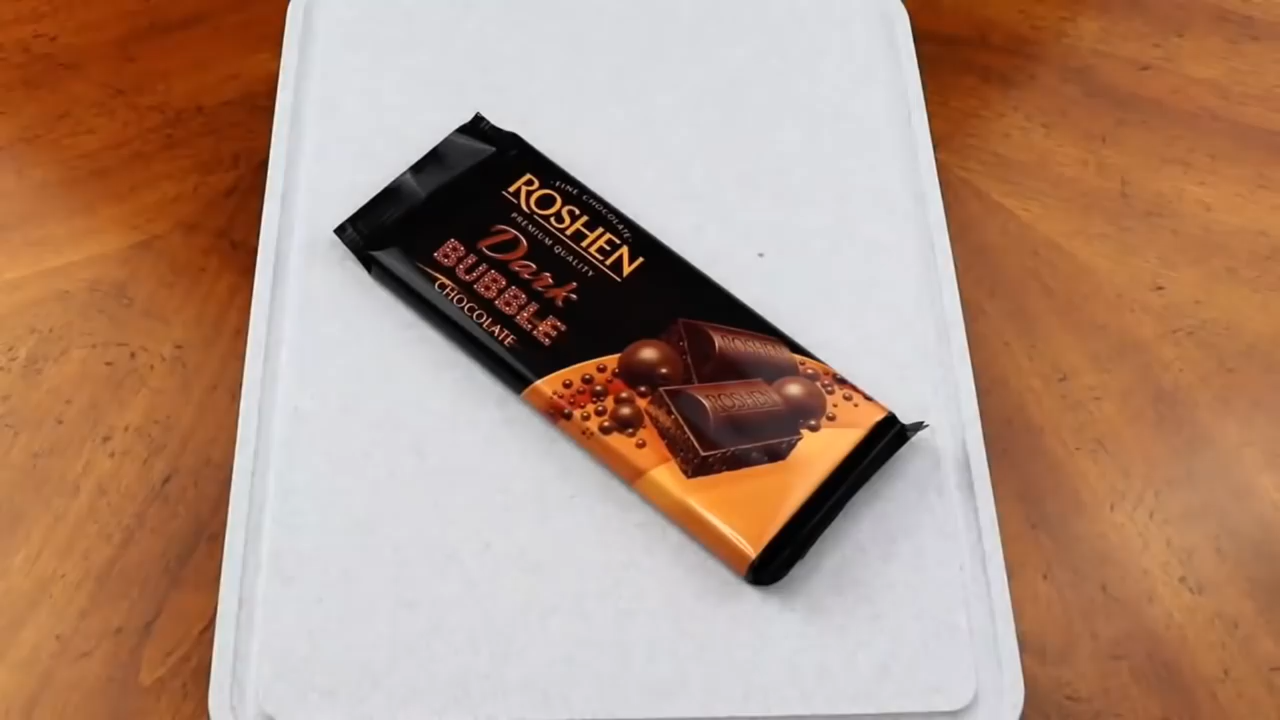 ·FINE CHOCOLATE·
ROSHEN
PREMIUM QUALITY
Dark
BUBBLE
CHOCOLATE
ROSHEN
ROSHEN